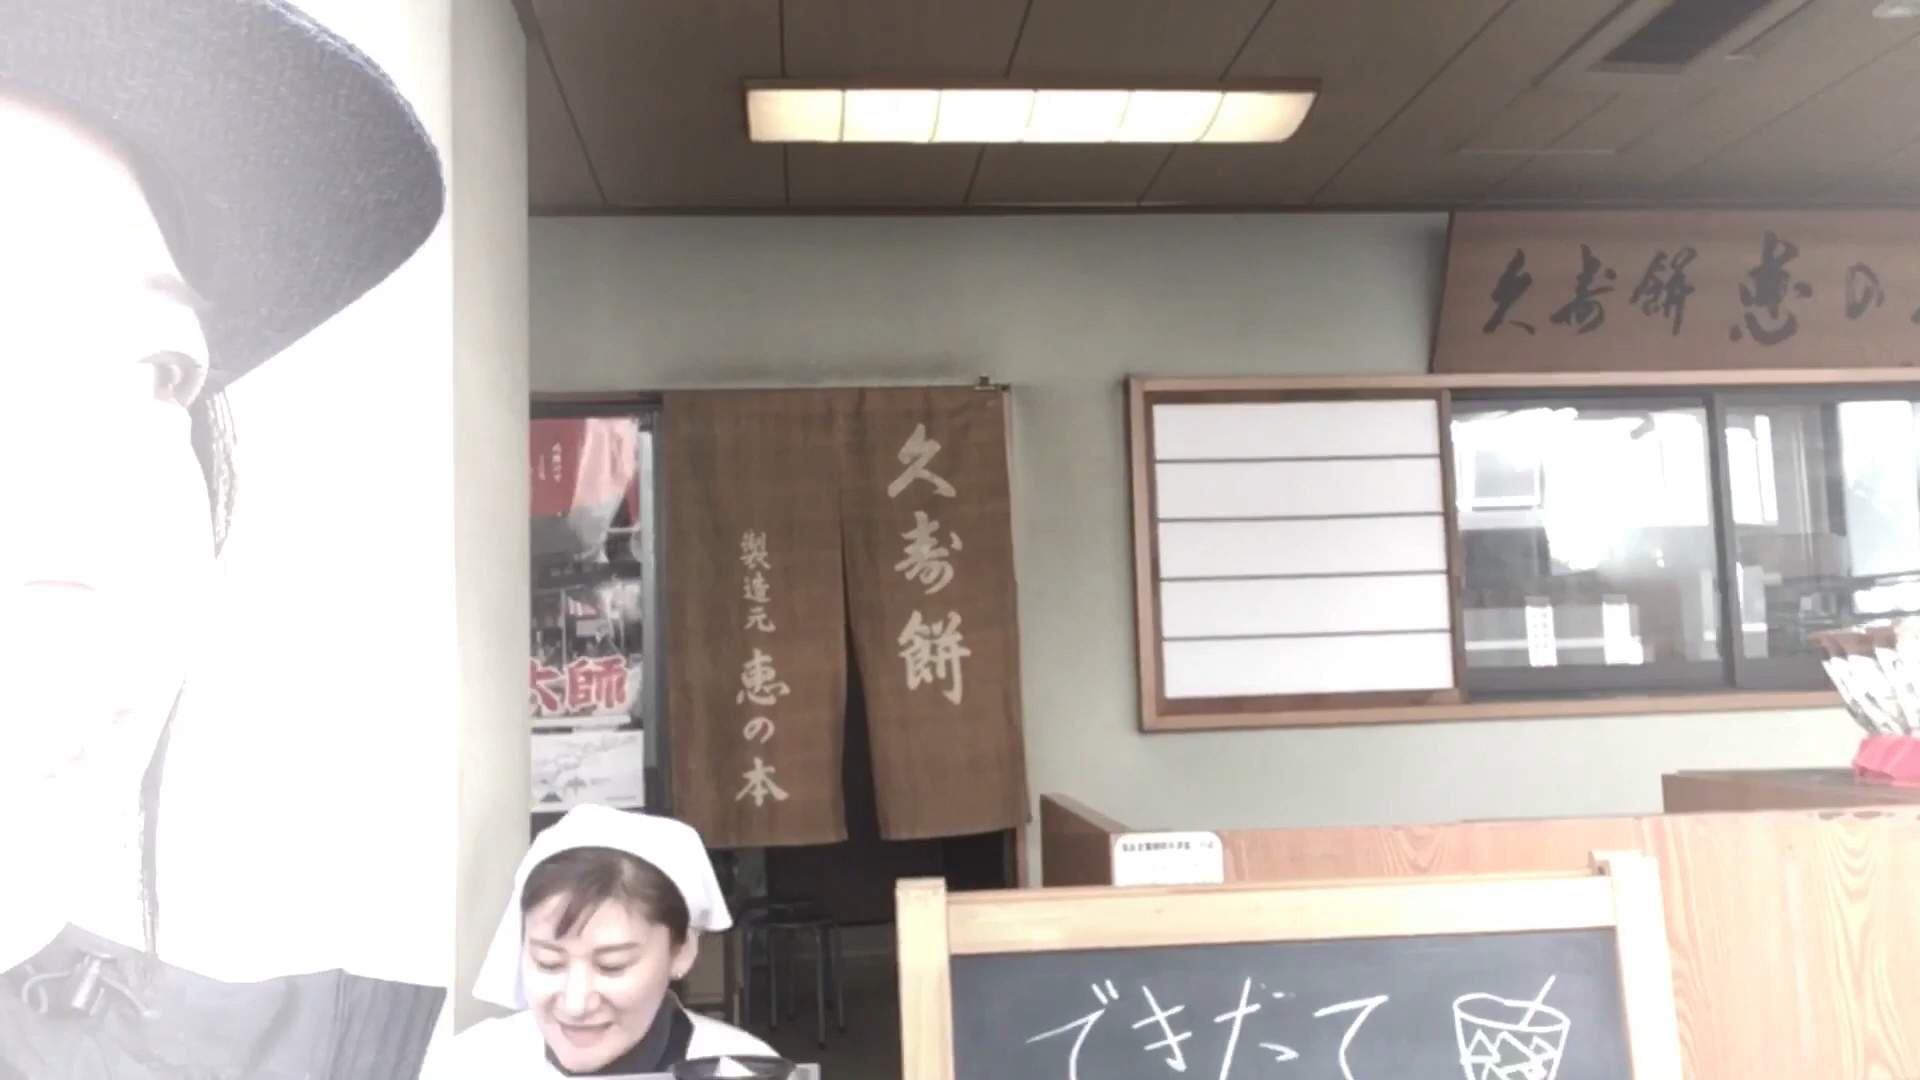 久寿餅 恵の
久寿餅
製造元 恵の本
大師
できだて